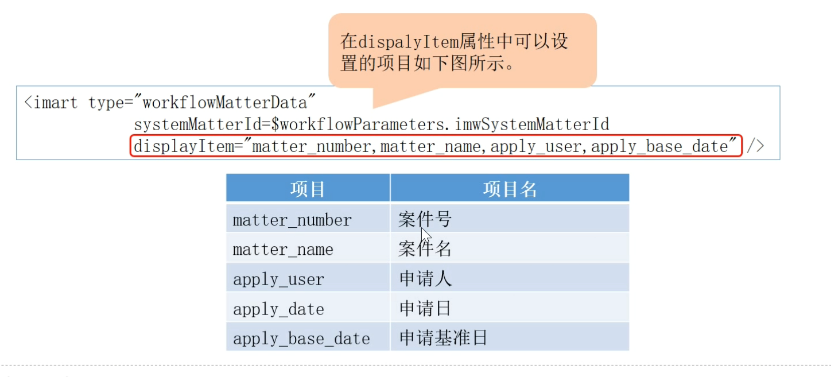 在dispalyItem属性中可以设
置的项目如下图所示。
<imart type="workflowMatterData"
systemMatterId=$workflowParameters.imwSystemMatterId
displayItem="matter_number,matter_name,apply_user,apply_base_date" />
项目 项目名
matter_number 案件号
matter_name 案件名
apply_user 申请人
apply_date 申请日
apply_base_date 申请基准日